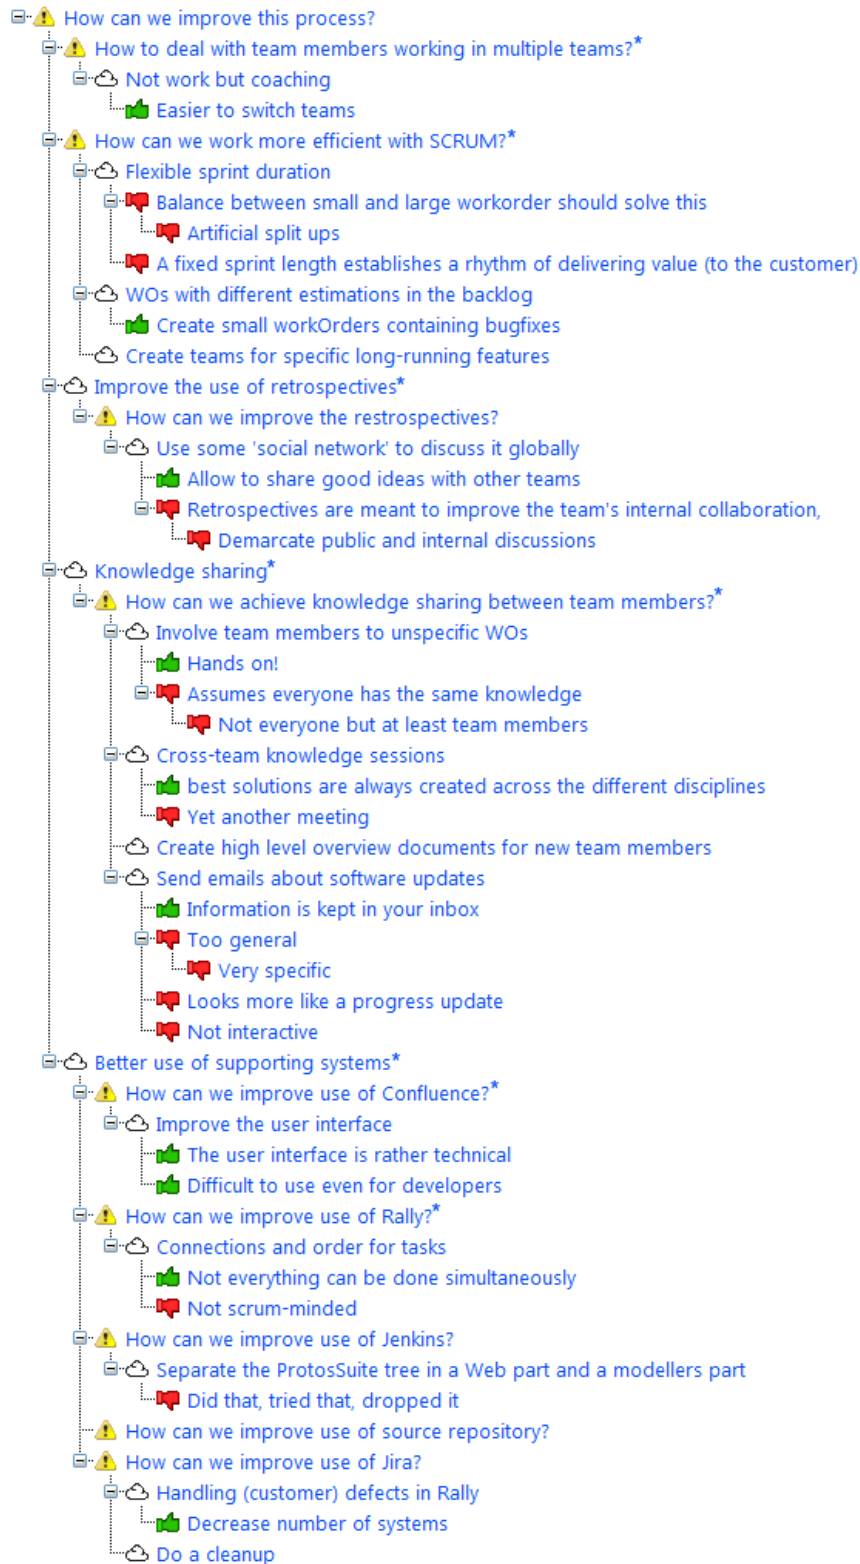 How can we improve this process?
How to deal with team members working in multiple teams?*
Not work but coaching
Easier to switch teams
How can we work more efficient with SCRUM?*
Flexible sprint duration
Balance between small and large workorder should solve this
Artificial split ups
A fixed sprint length establishes a rhythm of delivering value (to the customer)
WOs with different estimations in the backlog
Create small workOrders containing bugfixes
Create teams for specific long-running features
Improve the use of retrospectives*
How can we improve the restrospectives?
Use some 'social network' to discuss it globally
Allow to share good ideas with other teams
Retrospectives are meant to improve the team's internal collaboration,
Demarcate public and internal discussions
Knowledge sharing*
How can we achieve knowledge sharing between team members?*
Involve team members to unspecific WOs
Hands on!
Assumes everyone has the same knowledge
Not everyone but at least team members
Cross-team knowledge sessions
best solutions are always created across the different disciplines
Yet another meeting
Create high level overview documents for new team members
Send emails about software updates
Information is kept in your inbox
Too general
Very specific
Looks more like a progress update
Not interactive
Better use of supporting systems*
How can we improve use of Confluence?*
Improve the user interface
The user interface is rather technical
Difficult to use even for developers
How can we improve use of Rally?*
Connections and order for tasks
Not everything can be done simultaneously
Not scrum-minded
How can we improve use of Jenkins?
Separate the ProtosSuite tree in a Web part and a modellers part
Did that, tried that, dropped it
How can we improve use of source repository?
How can we improve use of Jira?
Handling (customer) defects in Rally
Decrease number of systems
Do a cleanup